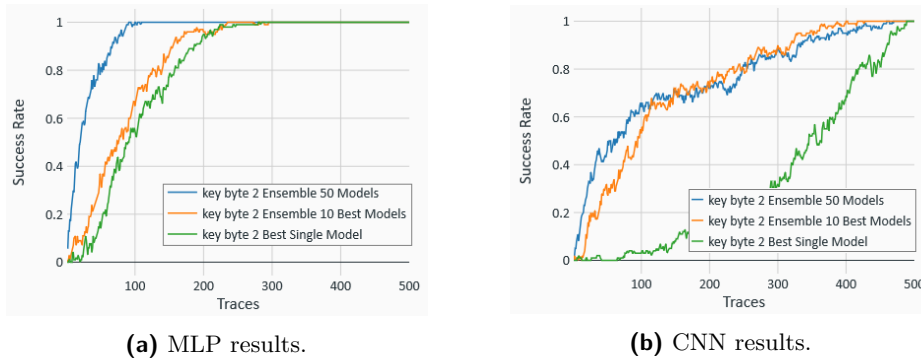 1
0.8
0.6
0.4
0.2
0
Success Rate
key byte 2 Ensemble 50 Models
key byte 2 Ensemble 10 Best Models
key byte 2 Best Single Model
100 200 300 400 500
Traces
(a) MLP results.
1
0.8
0.6
0.4
0.2
0
Success Rate
key byte 2 Ensemble 50 Models
key byte 2 Ensemble 10 Best Models
key byte 2 Best Single Model
100 200 300 400 500
Traces
(b) CNN results.